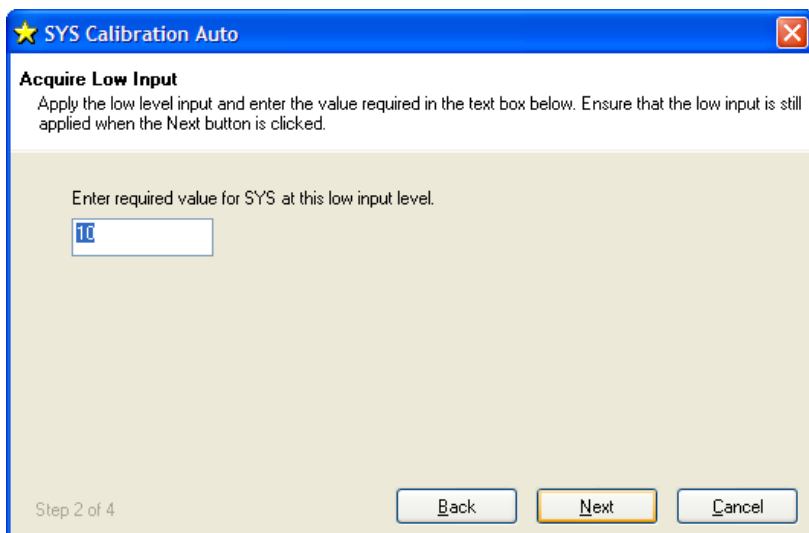 SYS Calibration Auto
Acquire Low Input
Apply the low level input and enter the value required in the text box below. Ensure that the low input is still
applied when the Next button is clicked.
Enter required value for SYS at this low input level.
10
Step 2 of 4
Back
Next
Cancel